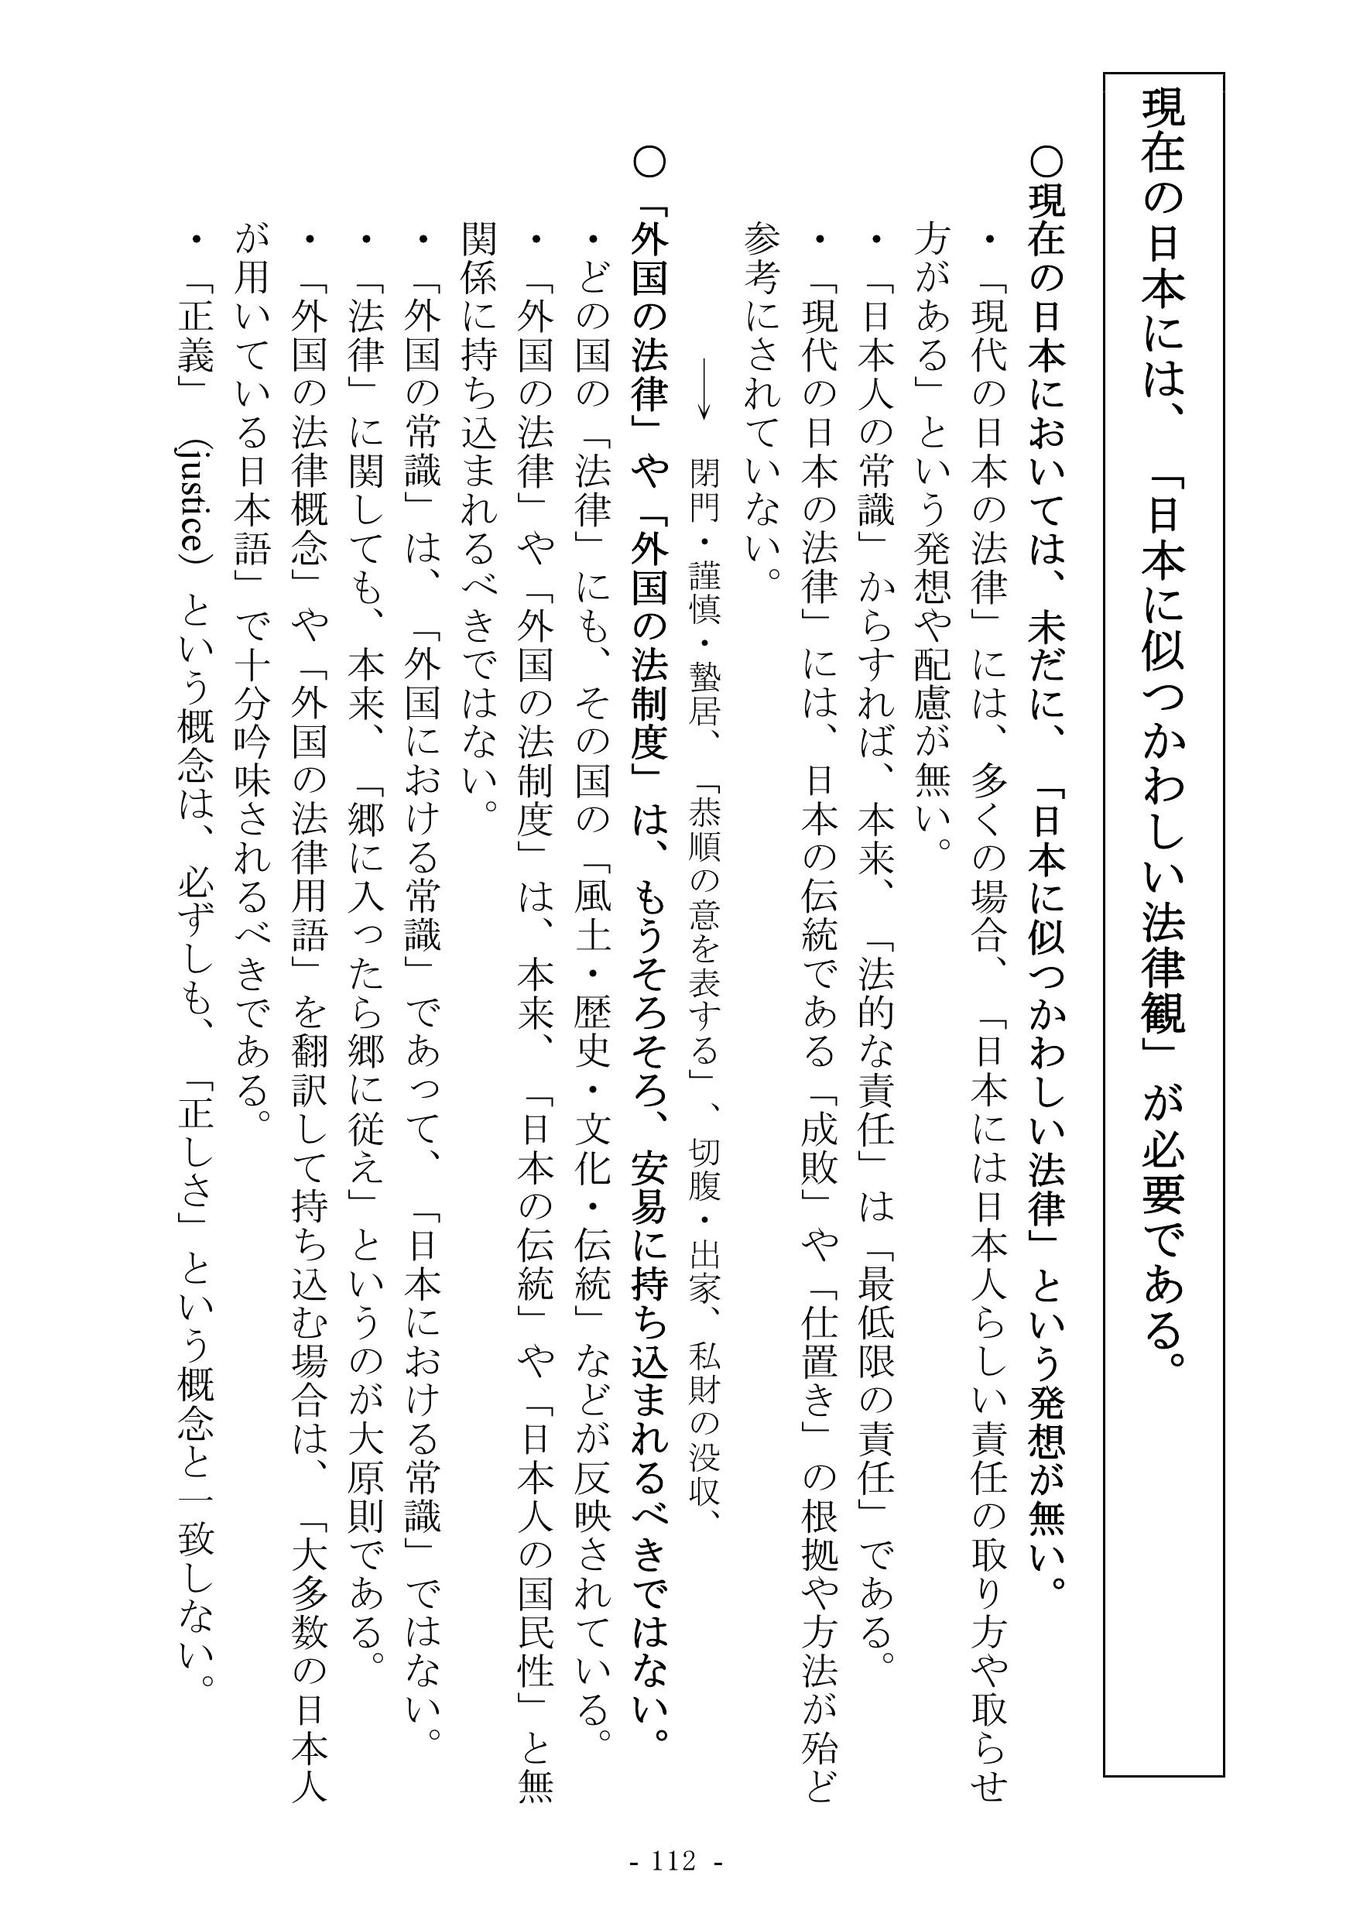 現在の日本には、「日本に似つかわしい法律観」が必要である。
〇現在の日本においては、未だに、「日本に似つかわしい法律」という発想が無い。
・「現代の日本の法律」には、多くの場合、「日本には日本人らしい責任の取り方や取らせ
方がある」という発想や配慮が無い。
・「日本人の常識」からすれば、本来、「法的な責任」は「最低限の責任」である。
・「現代の日本の法律」には、日本の伝統である「成敗」や「仕置き」の根拠や方法が殆ど
参考にされていない。
→ 閉門・謹慎・蟄居、「恭順の意を表する」、切腹・出家、私財の没収、
〇「外国の法律」や「外国の法制度」は、もうそろそろ、安易に持ち込まれるべきではない。
・どの国の「法律」にも、その国の「風土・歴史・文化・伝統」などが反映されている。
・「外国の法律」や「外国の法制度」は、本来、「日本の伝統」や「日本人の国民性」と無
関係に持ち込まれるべきではない。
・「外国の常識」は、「外国における常識」であって、「日本における常識」ではない。
・「法律」に関しても、本来、「郷に入ったら郷に従え」というのが大原則である。
・「外国の法律概念」や「外国の法律用語」を翻訳して持ち込む場合は、「大多数の日本人
が用いている日本語」で十分吟味されるべきである。
・「正義」(justice)という概念は、必ずしも、「正しさ」という概念と一致しない。
- 112 -